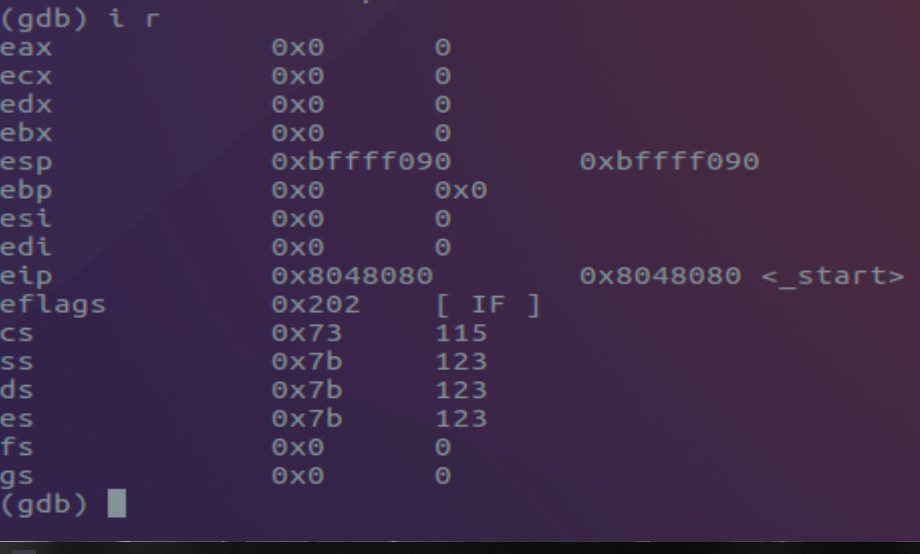 (gdb) i r
eax 0x0 0
ecx 0x0 0
edx 0x0 0
ebx 0x0 0
esp 0xbffff090 0xbffff090
ebp 0x0 0x0
esi 0x0 0
edi 0x0 0
eip 0x8048080 0x8048080 <_start>
eflags 0x202 [ IF ]
cs 0x73 115
ss 0x7b 123
ds 0x7b 123
es 0x7b 123
fs 0x0 0
gs 0x0 0
(gdb)